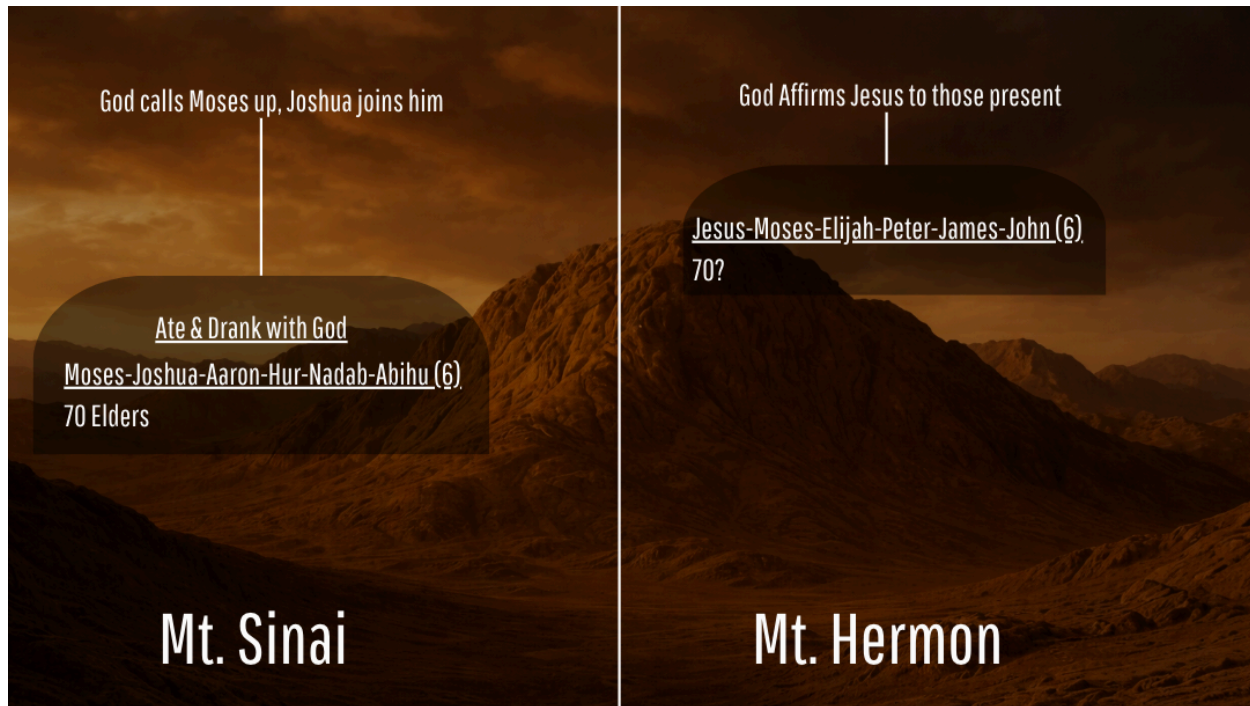 God calls Moses up, Joshua joins him
Ate & Drank with God
Moses-Joshua-Aaron-Hur-Nadab-Abihu (6)
70 Elders
Mt. Sinai
God Affirms Jesus to those present
Jesus-Moses-Elijah-Peter-James-John (6)
70?
Mt. Hermon